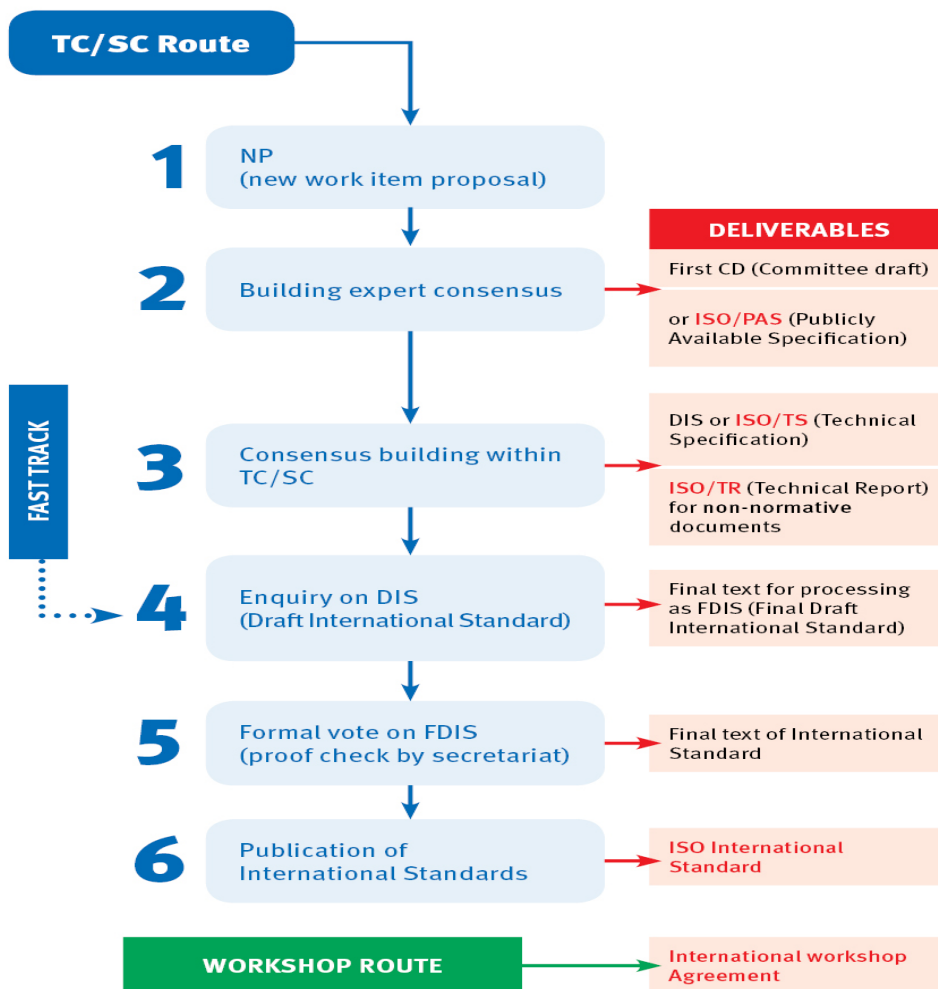 TC/SC Route
1
NP
(new work item proposal)
DELIVERABLES
2
Building expert consensus
First CD (Committee draft)
or ISO/PAS (Publicly
Available Specification)
FAST TRACK
3
Consensus building within
TC/SC
DIS or ISO/TS (Technical
Specification)
ISO/TR (Technical Report)
for non-normative
documents
4
Enquiry on DIS
(Draft International Standard)
Final text for processing
as FDIS (Final Draft
International Standard)
5
Formal vote on FDIS
(proof check by secretariat)
Final text of International
Standard
6
Publication of
International Standards
ISO International
Standard
WORKSHOP ROUTE
International workshop
Agreement